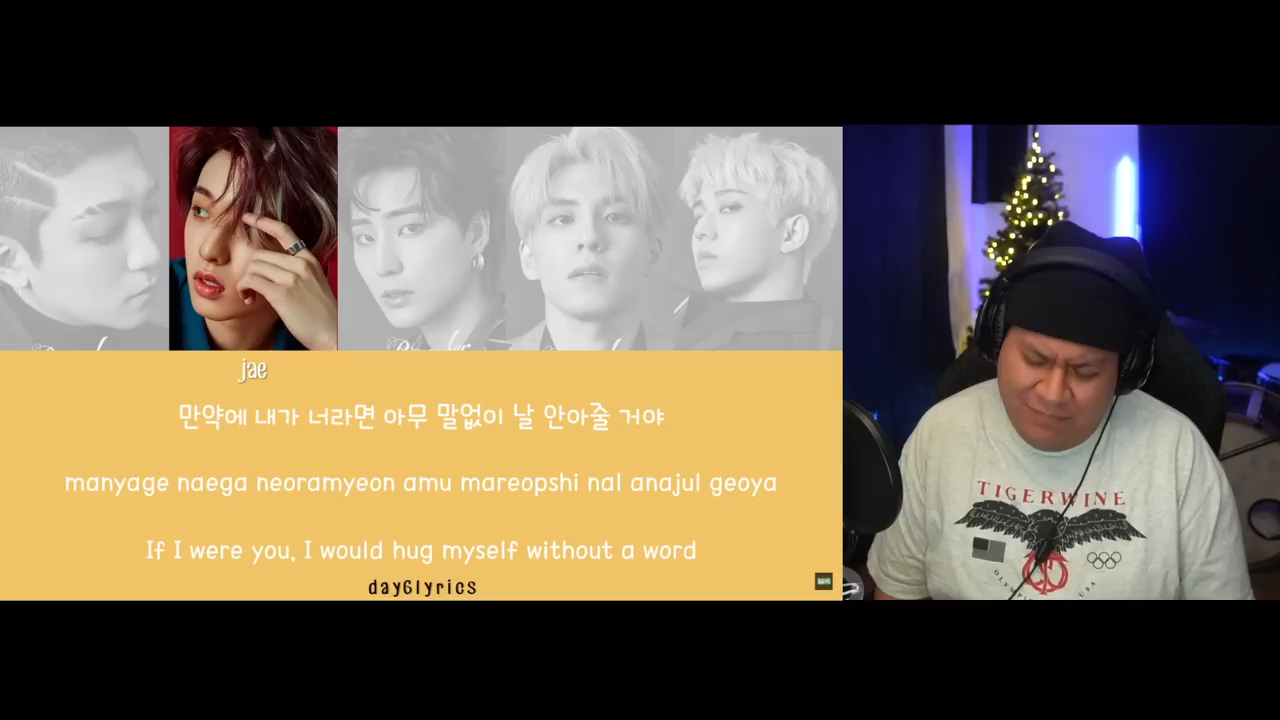 jae
만약에 내가 너라면 아무 말없이 날 안아줄 거야
manyage naega neoramyeon amu mareopshi nal anajul geoya
If I were you, I would hug myself without a word
day6lyrics
DAY6
TIGERWINE
USA